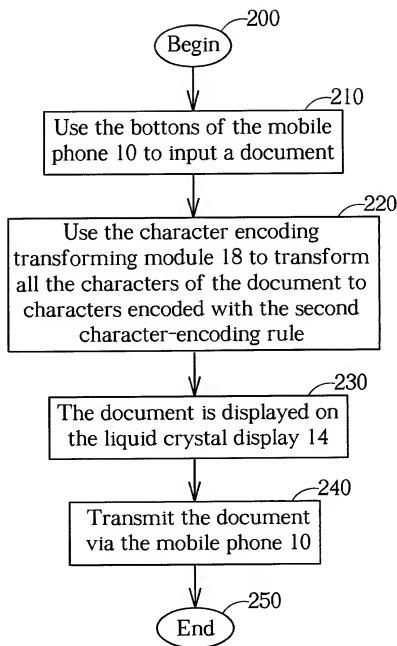 200
Begin
210
Use the bottons of the mobile
phone 10 to input a document
220
Use the character encoding
transforming module 18 to transform
all the characters of the document to
characters encoded with the second
character-encoding rule
230
The document is displayed on
the liquid crystal display 14
240
Transmit the document
via the mobile phone 10
250
End